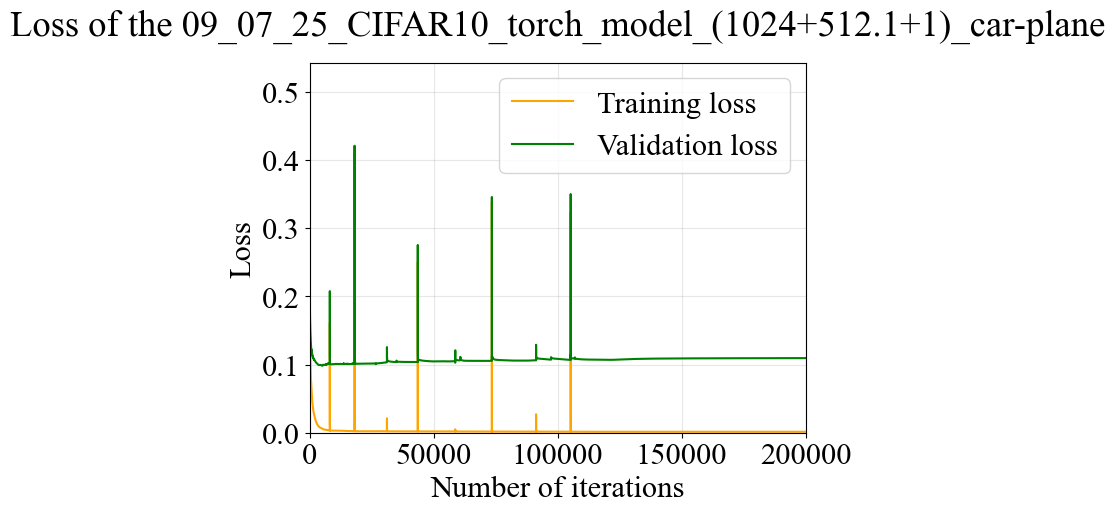 Loss of the 09_07_25_CIFAR10_torch_model_(1024+512.1+1)_car-plane
Training loss
Validation loss
0.5
0.4
0.3
0.2
0.1
0.0
Loss
0 50000 100000 150000 200000
Number of iterations